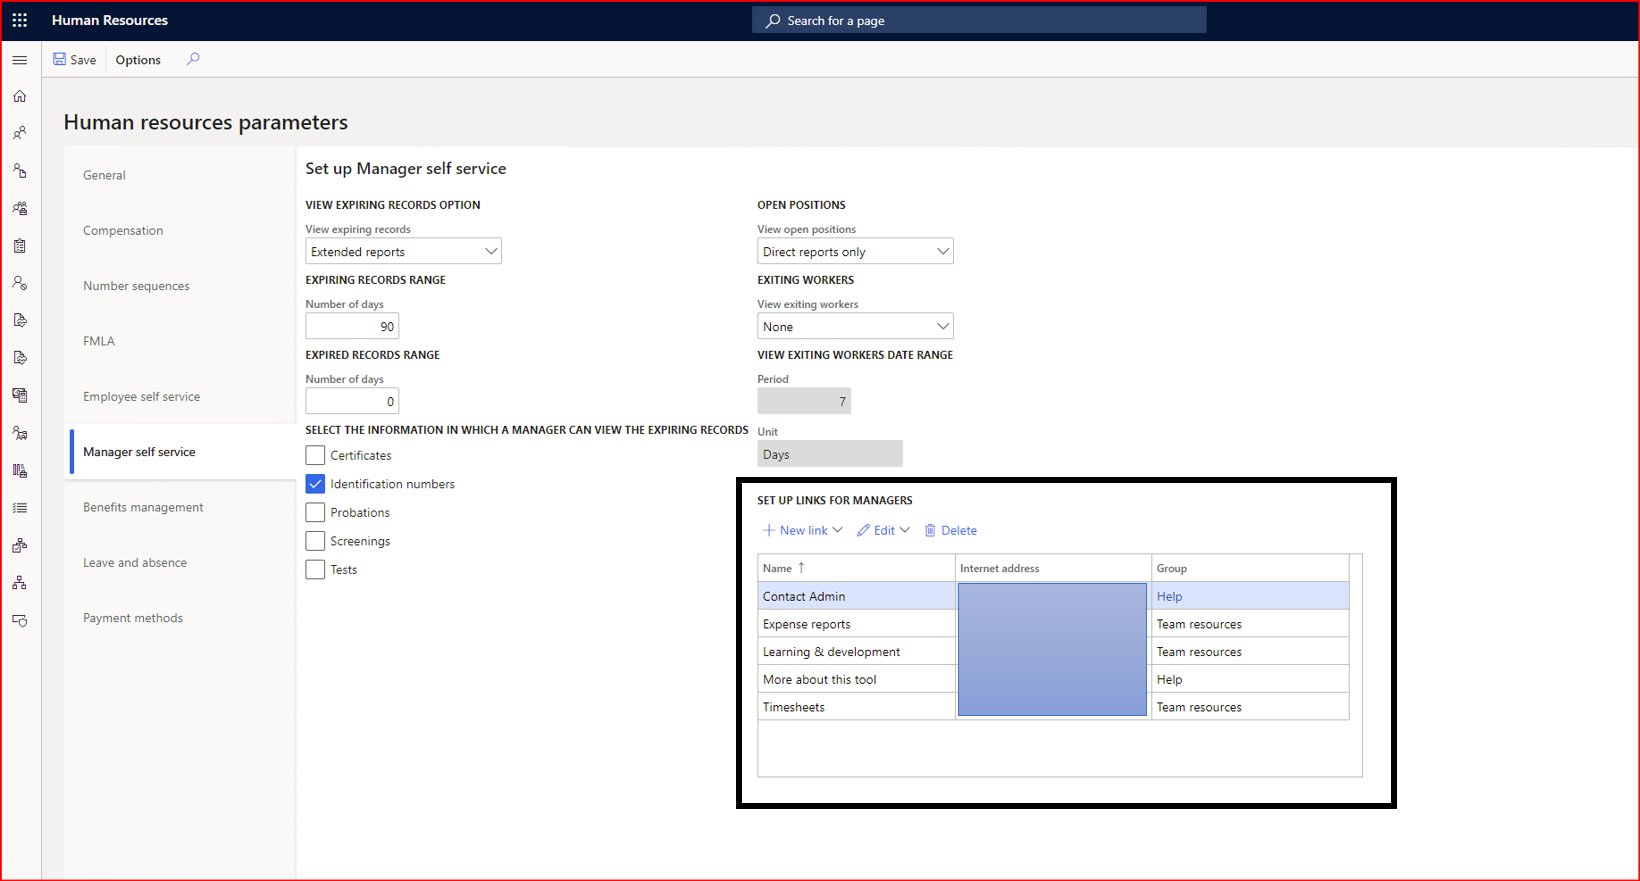 Human Resources
Search for a page
Save
Options
Human resources parameters
General
Compensation
Number sequences
FMLA
Employee self service
Manager self service
Benefits management
Leave and absence
Payment methods
Set up Manager self service
VIEW EXPIRING RECORDS OPTION
View expiring records
Extended reports
EXPIRING RECORDS RANGE
Number of days
90
EXPIRED RECORDS RANGE
Number of days
0
SELECT THE INFORMATION IN WHICH A MANAGER CAN VIEW THE EXPIRING RECORDS
Certificates
Identification numbers
Probations
Screenings
Tests
OPEN POSITIONS
View open positions
Direct reports only
EXITING WORKERS
View exiting workers
None
VIEW EXITING WORKERS DATE RANGE
Period
7
Unit
Days
SET UP LINKS FOR MANAGERS
New link Edit Delete
Name ↑ Internet address Group
Contact Admin Help
Expense reports Team resources
Learning & development Team resources
More about this tool Help
Timesheets Team resources